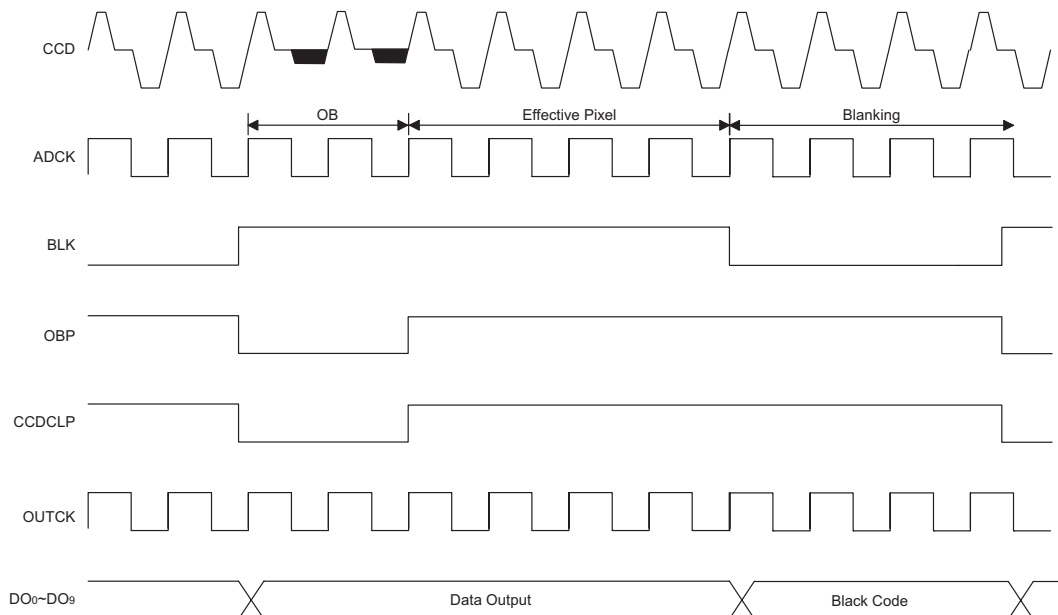 CCD
OB
Effective Pixel
Blanking
ADCK
BLK
OBP
CCDCLP
OUTCK
DO0~DO9
Data Output
Black Code